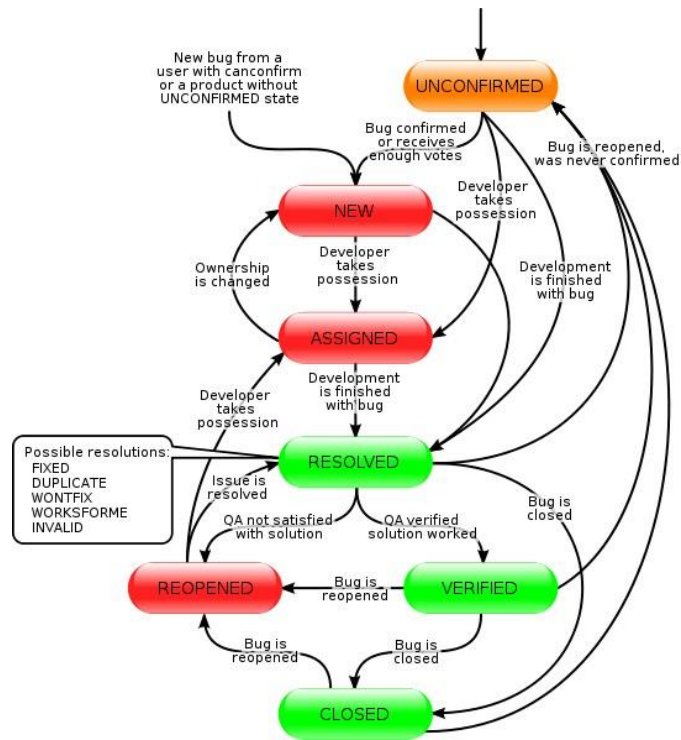 New bug from a
user with canconfirm
or a product without
UNCONFIRMED state
UNCONFIRMED
Bug confirmed
or receives
enough votes
Bug is reopened,
was never confirmed
Developer
takes
possession
NEW
Developer
takes
possession
Ownership
is changed
Development
is finished
with bug
ASSIGNED
Developer
takes
possession
Development
is finished
with bug
Possible resolutions:
FIXED
DUPLICATE
WONTFIX
WORKSFORME
INVALID
RESOLVED
Issue is
resolved
Bug is
closed
QA not satisfied
with solution
QA verified
solution worked
REOPENED
Bug is
reopened
VERIFIED
Bug is
reopened
Bug is
closed
CLOSED